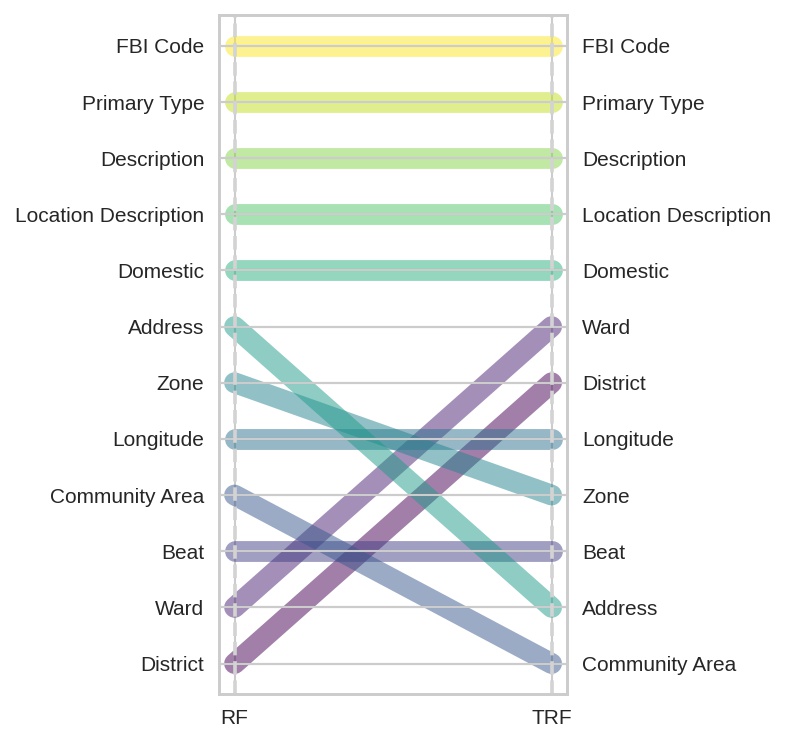 FBI Code FBI Code
Primary Type Primary Type
Description Description
Location Description Location Description
Domestic Domestic
Address Ward
Zone District
Longitude Longitude
Community Area Zone
Beat Beat
Ward Address
District Community Area
RF TRF